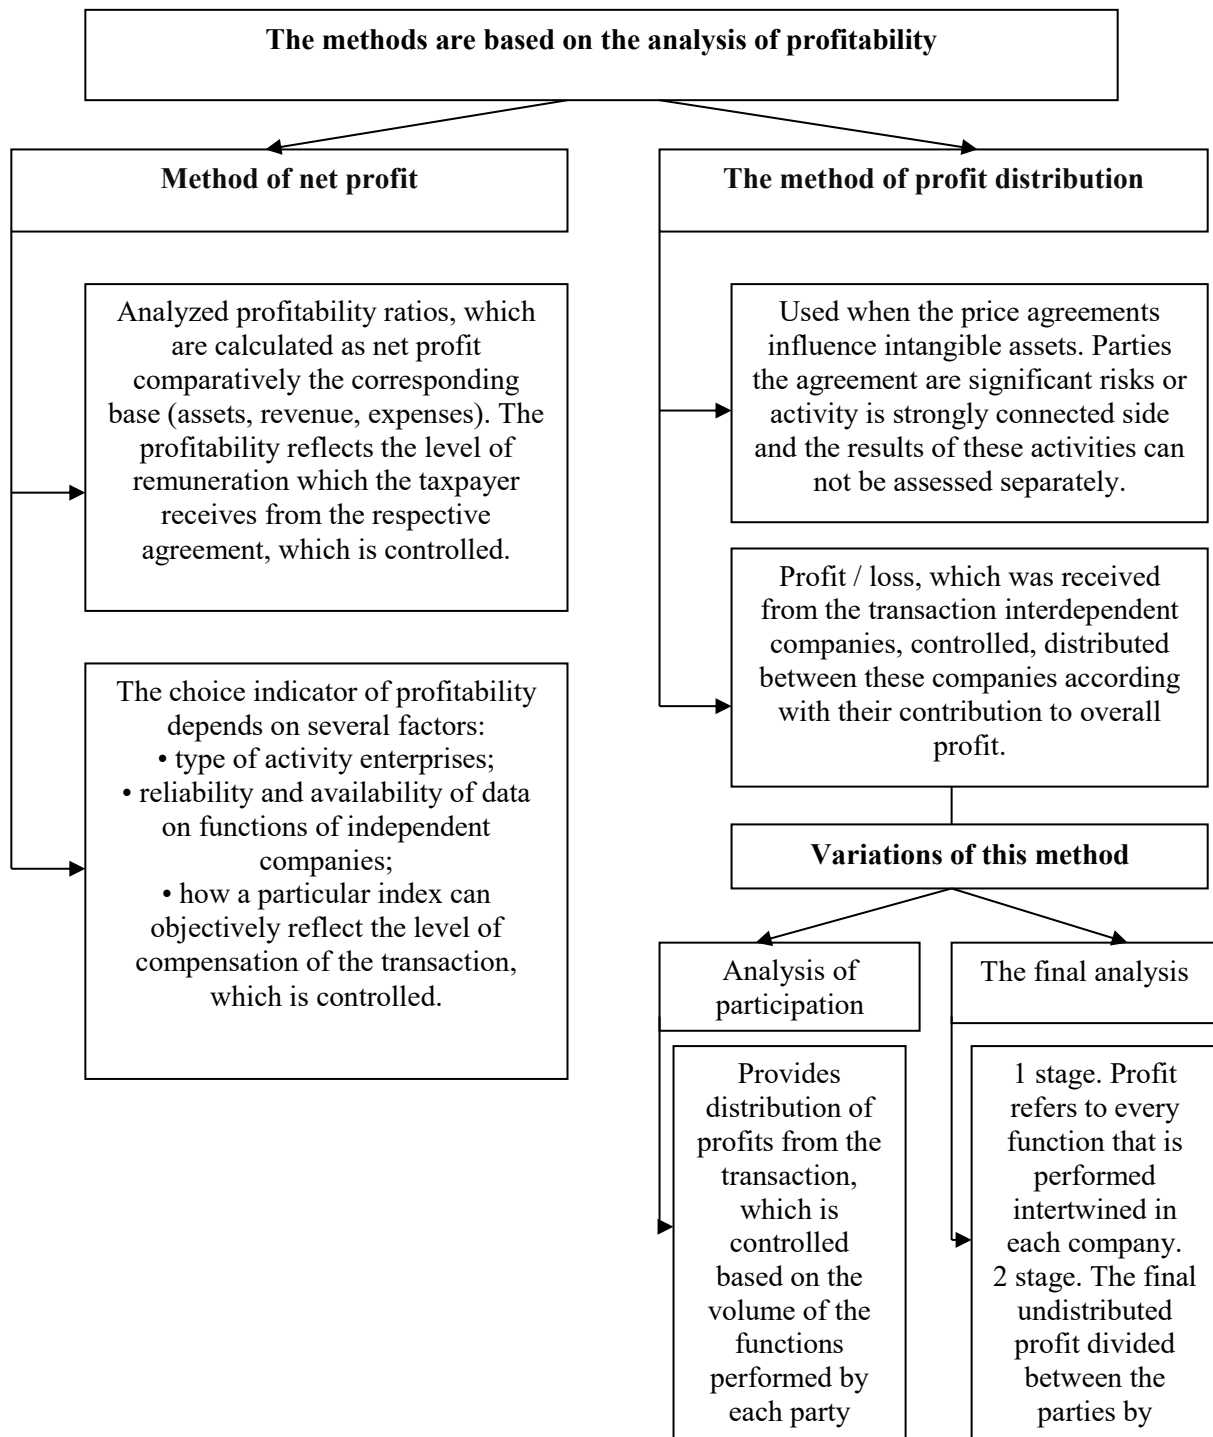 The methods are based on the analysis of profitability
Method of net profit
Analyzed profitability ratios, which
are calculated as net profit
comparatively the corresponding
base (assets, revenue, expenses). The
profitability reflects the level of
remuneration which the taxpayer
receives from the respective
agreement, which is controlled.
The choice indicator of profitability
depends on several factors:
• type of activity enterprises;
• reliability and availability of data
on functions of independent
companies;
• how a particular index can
objectively reflect the level of
compensation of the transaction,
which is controlled.
The method of profit distribution
Used when the price agreements
influence intangible assets. Parties
the agreement are significant risks or
activity is strongly connected side
and the results of these activities can
not be assessed separately.
Profit / loss, which was received
from the transaction interdependent
companies, controlled, distributed
between these companies according
with their contribution to overall
profit.
Variations of this method
Analysis of
participation
Provides
distribution of
profits from the
transaction,
which is
controlled
based on the
volume of the
functions
performed by
each party
The final analysis
1 stage. Profit
refers to every
function that is
performed
intertwined in
each company.
2 stage. The final
undistributed
profit divided
between the
parties by